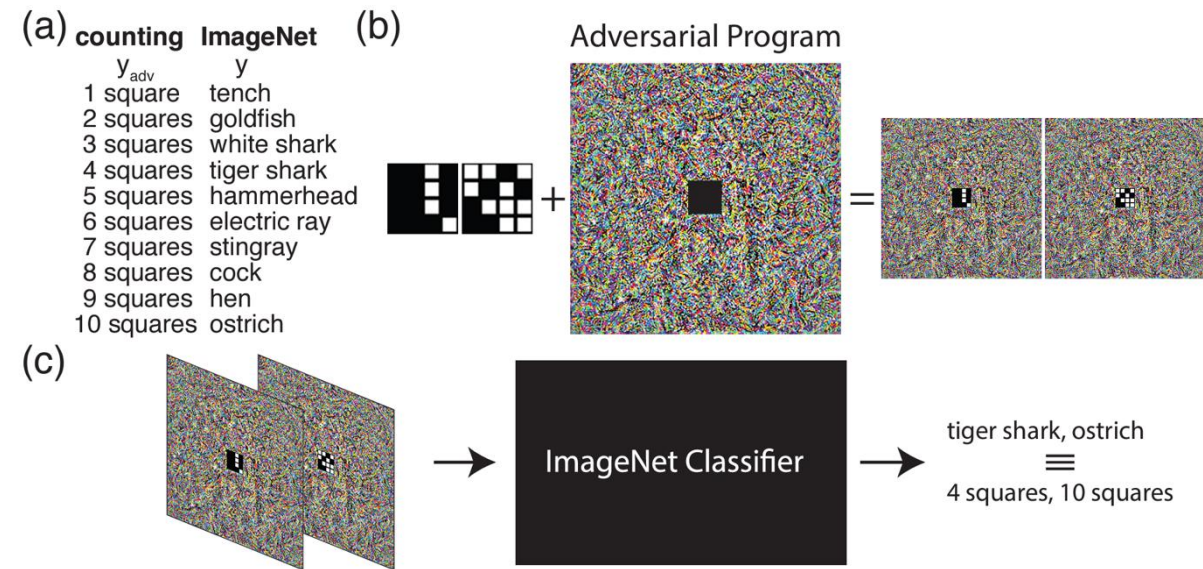 (a) counting ImageNet
y_adv y
1 square tench
2 squares goldfish
3 squares white shark
4 squares tiger shark
5 squares hammerhead
6 squares electric ray
7 squares stingray
8 squares cock
9 squares hen
10 squares ostrich
(b)
Adversarial Program
+ =
(c)
ImageNet Classifier
tiger shark, ostrich
≡
4 squares, 10 squares